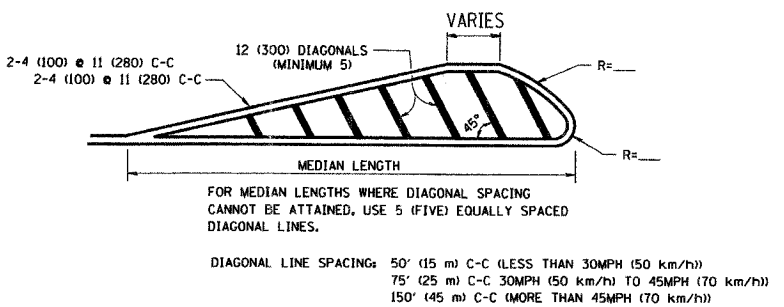 VARIES
2-4 (100) @ 11 (280) C-C
2-4 (100) @ 11 (280) C-C
12 (300) DIAGONALS
(MINIMUM 5)
R=___
45°
R=___
MEDIAN LENGTH
FOR MEDIAN LENGTHS WHERE DIAGONAL SPACING
CANNOT BE ATTAINED, USE 5 (FIVE) EQUALLY SPACED
DIAGONAL LINES.
DIAGONAL LINE SPACING: 50' (15 m) C-C (LESS THAN 30MPH (50 km/h))
75' (25 m) C-C 30MPH (50 km/h) TO 45MPH (70 km/h))
150' (45 m) C-C (MORE THAN 45MPH (70 km/h))